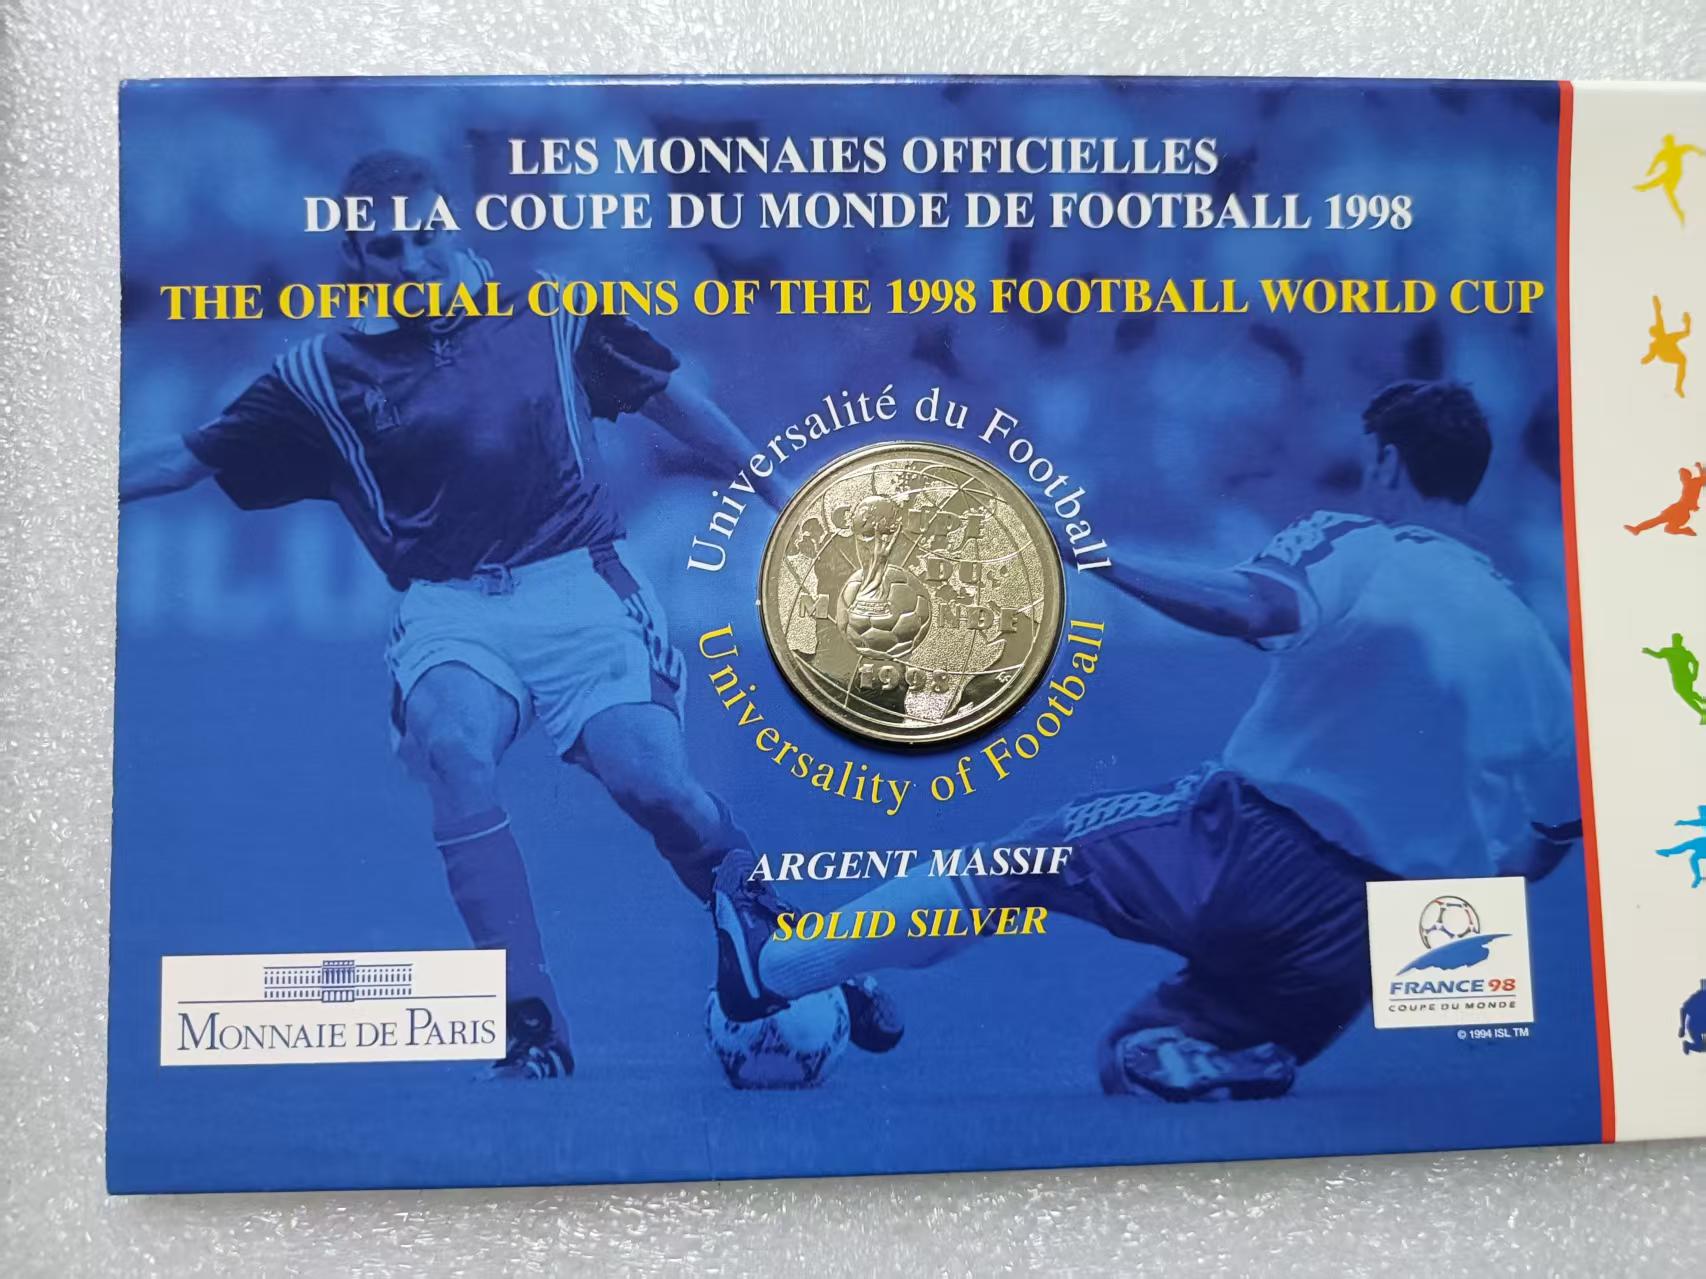 LES MONNAIES OFFICIELLES
DE LA COUPE DU MONDE DE FOOTBALL 1998
THE OFFICIAL COINS OF THE 1998 FOOTBALL WORLD CUP
Universalité du Football
COUPE
DU
M NDE
1998
Universality of Football
ARGENT MASSIF
SOLID SILVER
MONNAIE DE PARIS
FRANCE 98
COUPE DU MONDE
© 1994 ISL TM